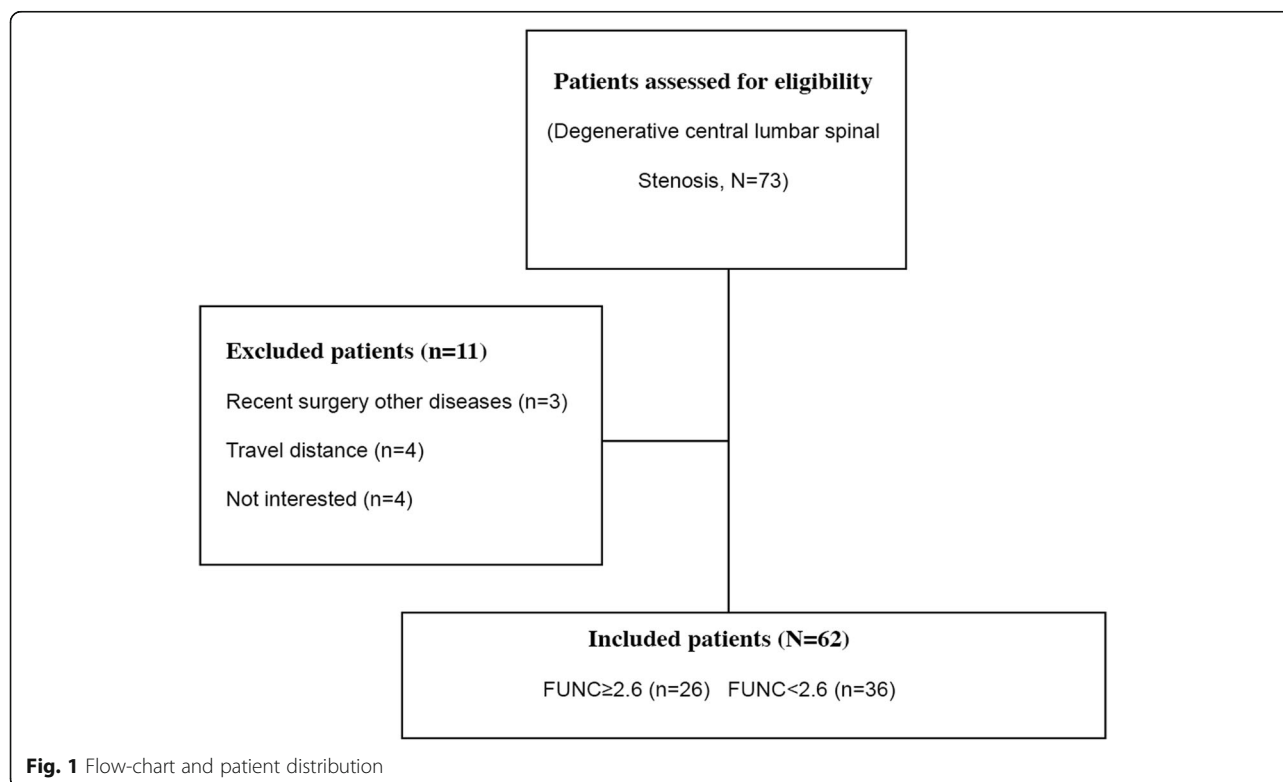 Patients assessed for eligibility
(Degenerative central lumbar spinal
Stenosis, N=73)
Excluded patients (n=11)
Recent surgery other diseases (n=3)
Travel distance (n=4)
Not interested (n=4)
Included patients (N=62)
FUNC≥2.6 (n=26) FUNC<2.6 (n=36)
Fig. 1 Flow-chart and patient distribution